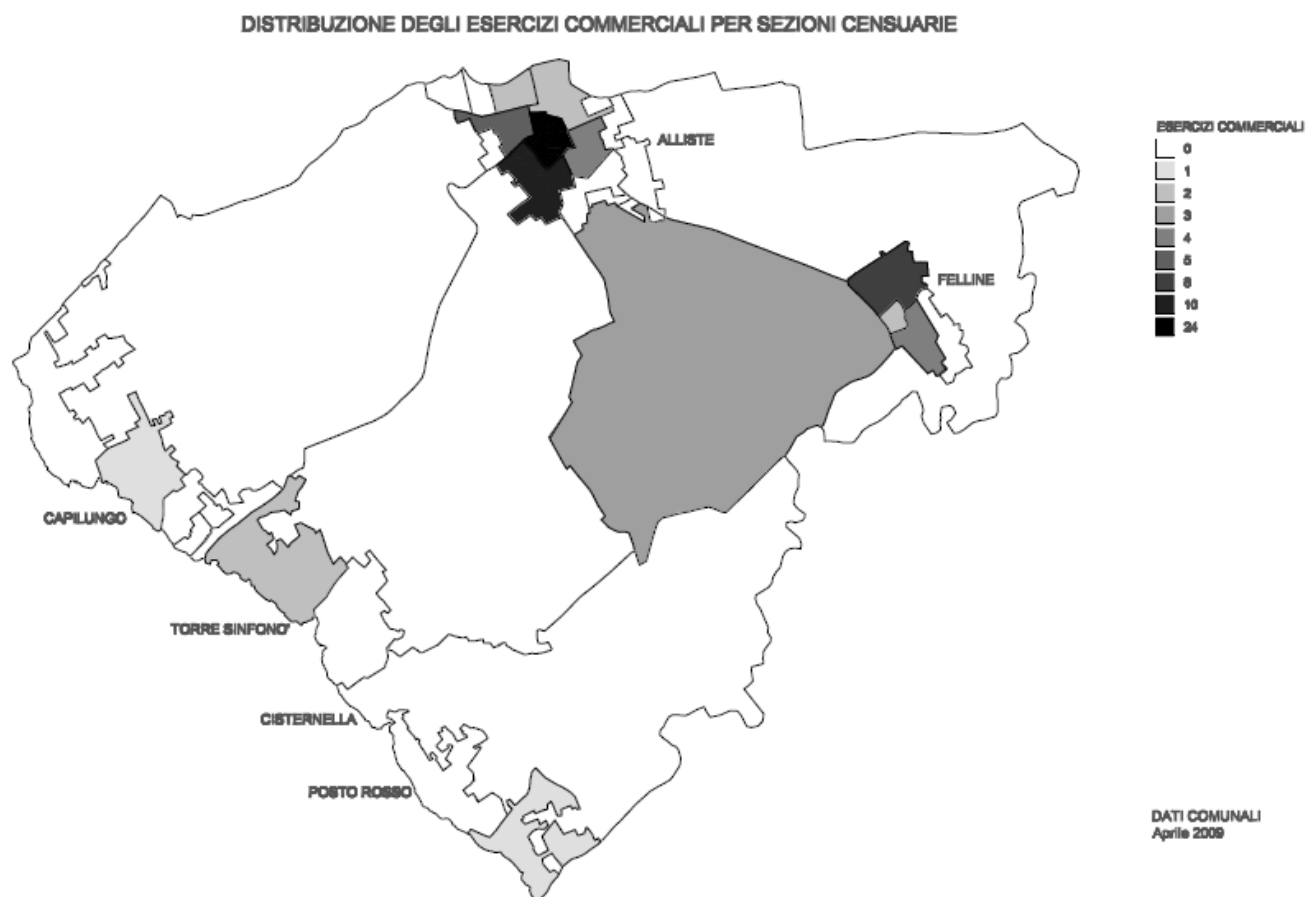 DISTRIBUZIONE DEGLI ESERCIZI COMMERCIALI PER SEZIONI CENSUARIE
ESERCIZI COMMERCIALI
0
1
2
3
4
5
8
10
24
ALLISTE
FELLINE
CAPILUNGO
TORRE SINFONO'
CISTERNELLA
POSTO ROSSO
DATI COMUNALI
Aprile 2009